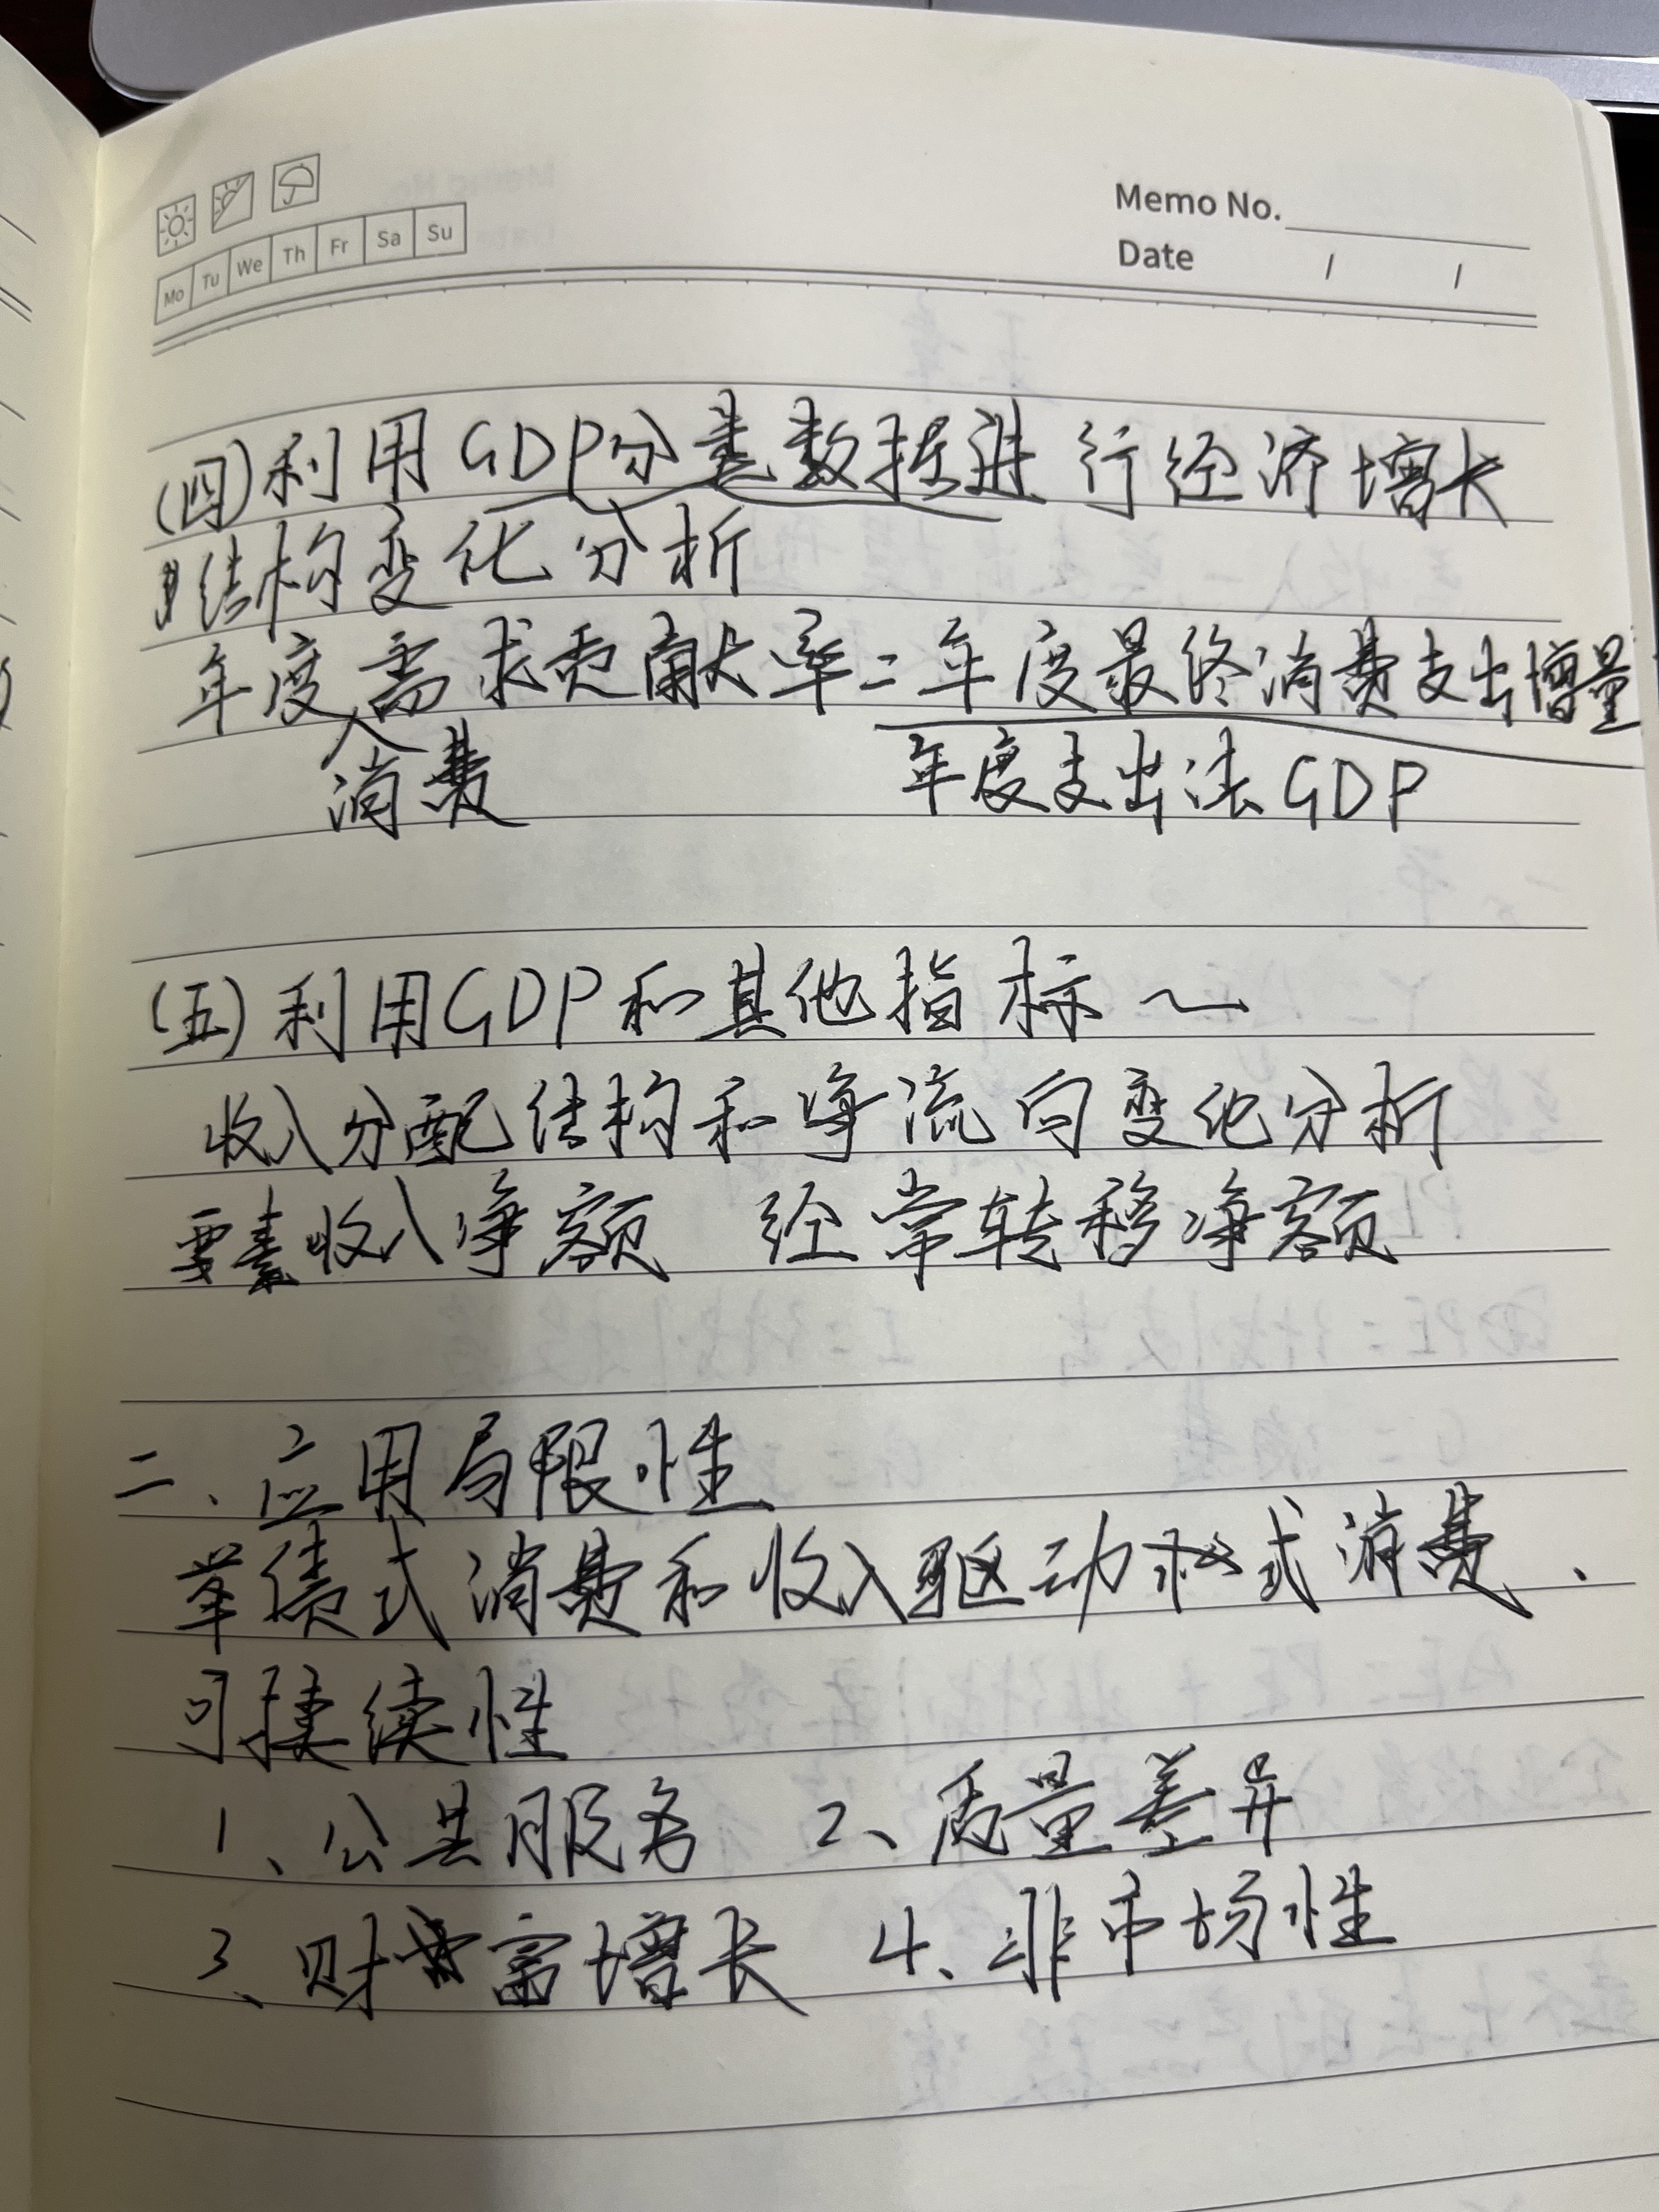 Memo No.
Mo Tu We Th Fr Sa Su
Date / /
(四)利用GDP分类数据进行经济增长
结构变化分析
年度需求贡献率=年度最终消费支出增量
消费 年度支出法GDP
(五)利用GDP和其他指标~
收入分配结构和净流向变化分析
要素收入净额 经常转移净额
二、应用局限性
举债式消费和收入驱动式消费、
可持续性
1、公共服务 2、质量差异
3、财富增长 4、非市场性